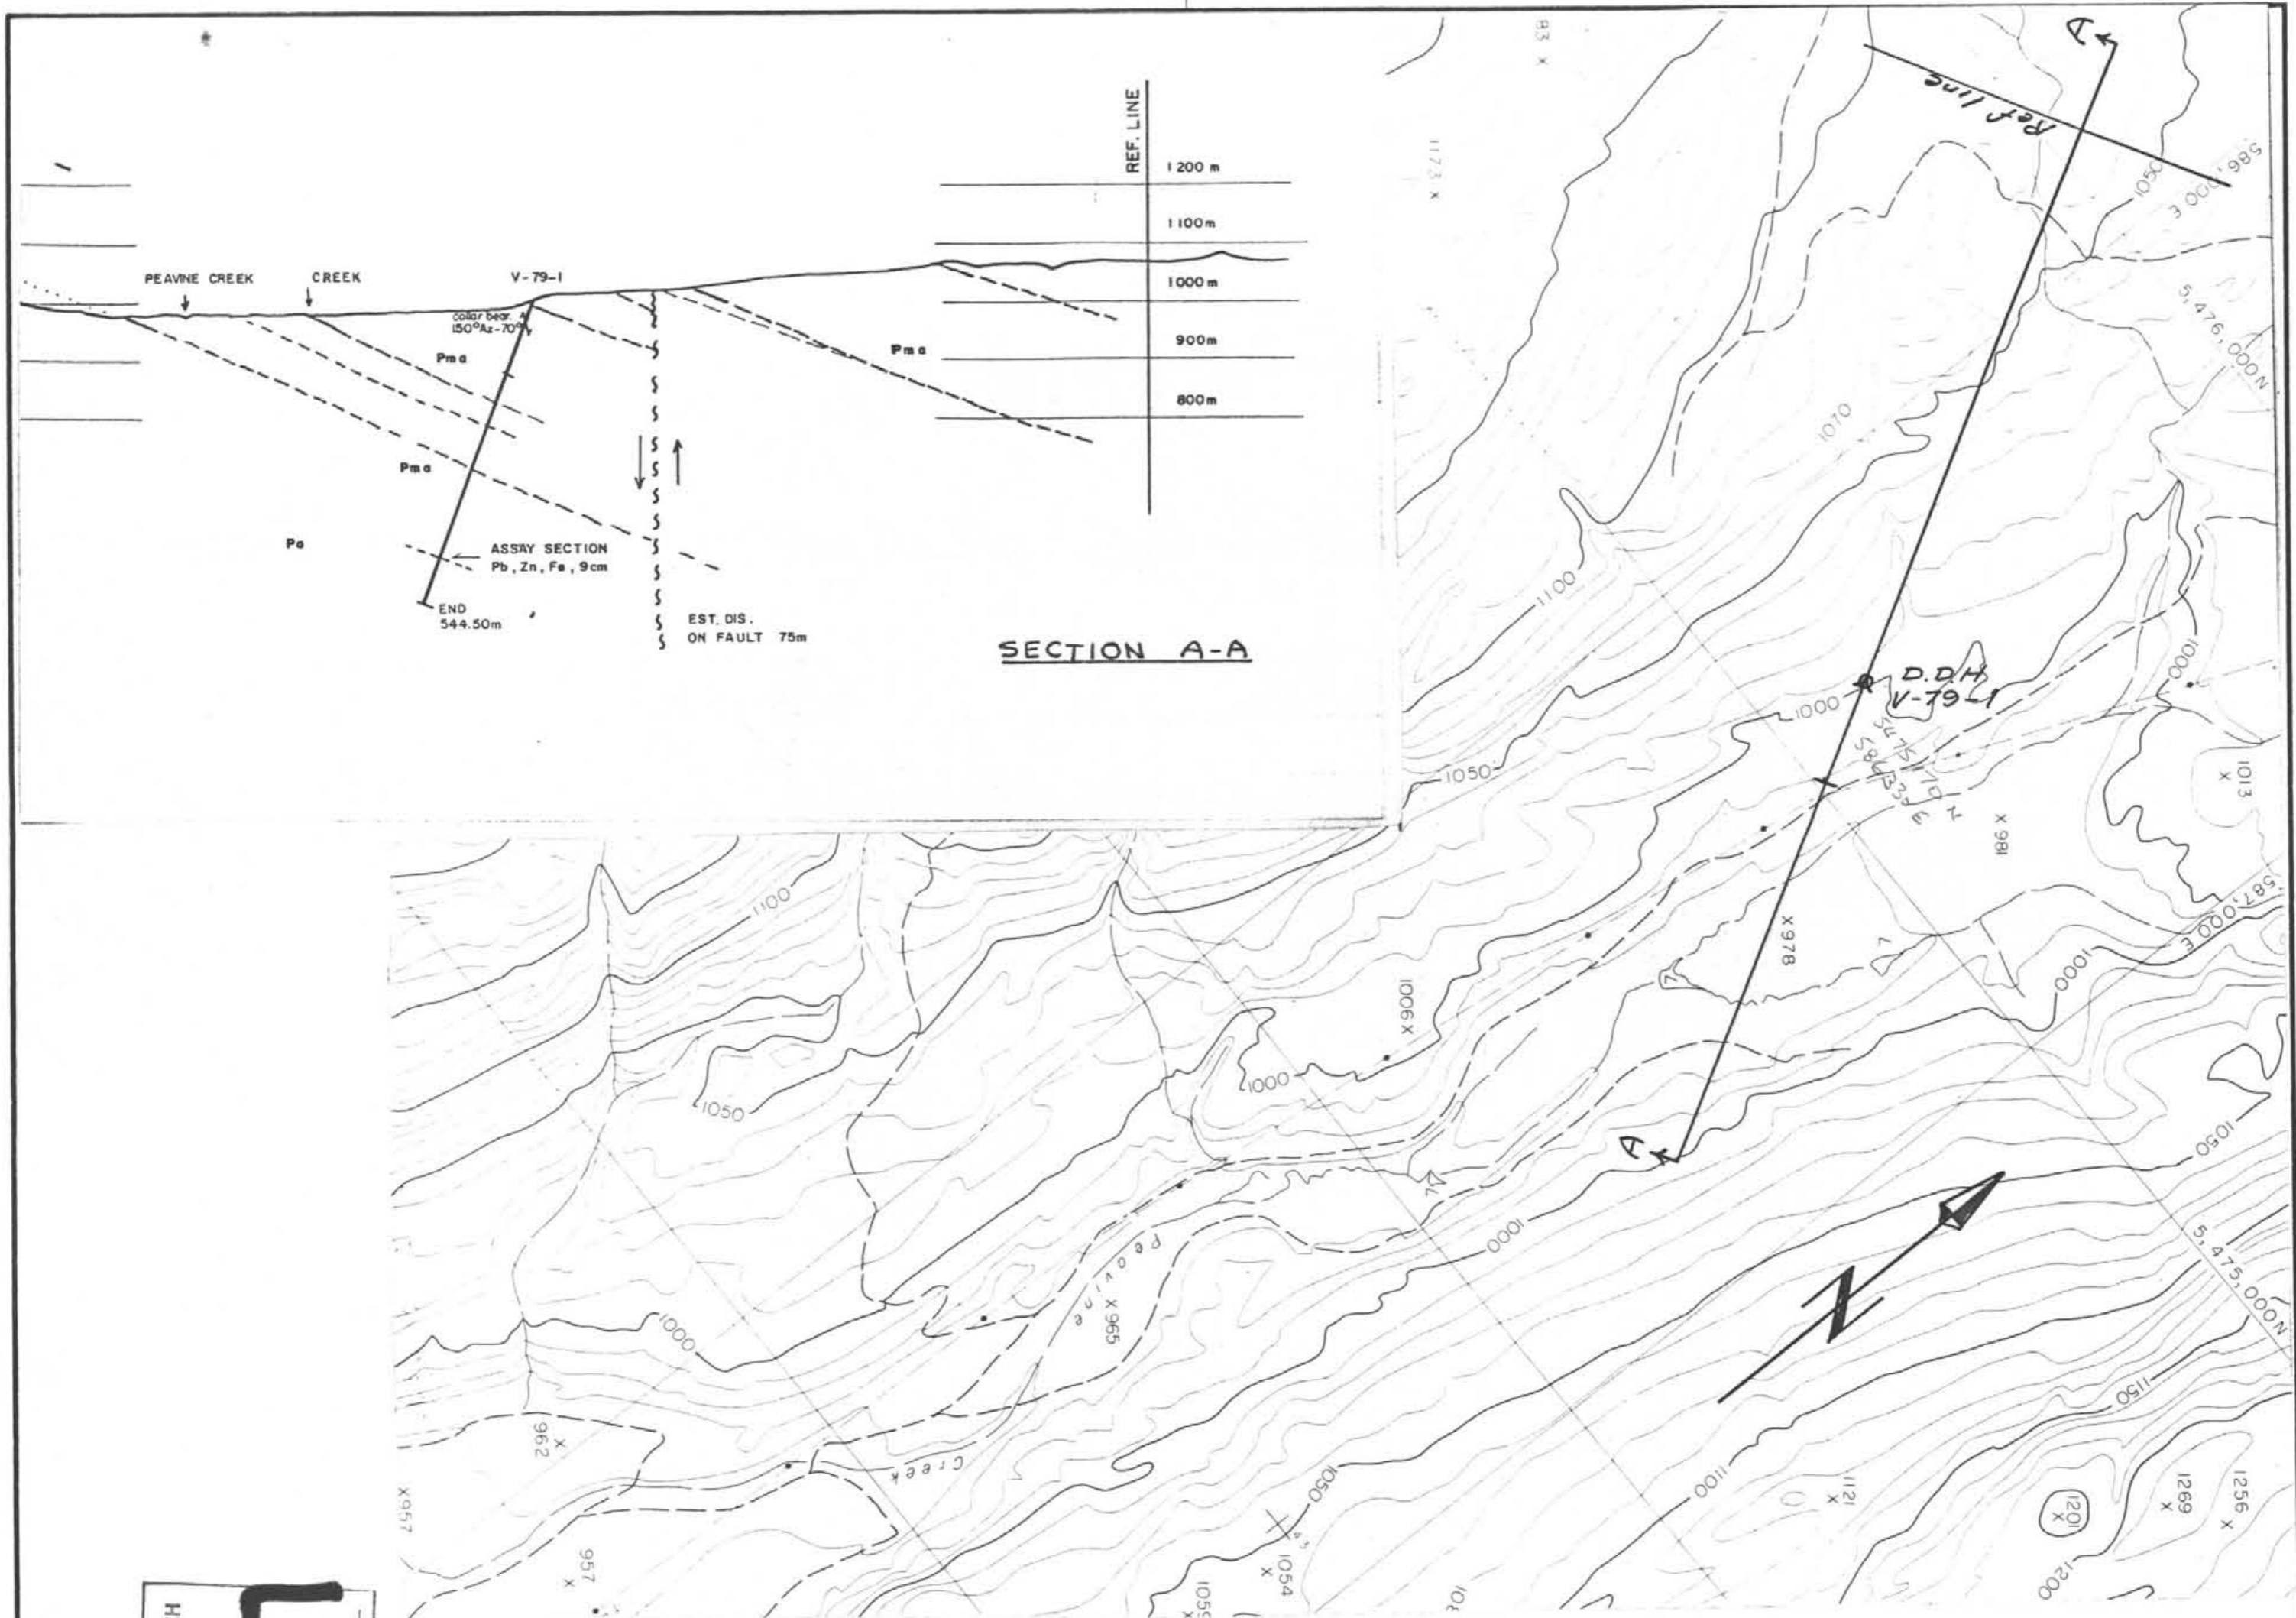 REF. LINE
1200 m
1100m
1000 m
900m
800m
PEAVINE CREEK
CREEK
V-79-1
collar bear.
150°Az-70°
Pma
Pma
Pma
Pa
ASSAY SECTION
Pb, Zn, Fe, 9cm
END
544.50m
EST. DIS.
ON FAULT 75m
SECTION A-A
A
Ref line
83 x
1173 x
1050
586,000 E
5,476,000 N
1070
1100
1000
D.D.H
V-79-1
1000
1050
1013
x
x 981
x978
587,000 E
1000
1100
1006 x
1000
1050
A
1050
1000
Peavine
x965
N
5,475,000 N
1000
1150
962
x
Creek
x957
957
x
1050
1054
x
1100
1121
x
1201
x
1269
x
1256
x
1200
H